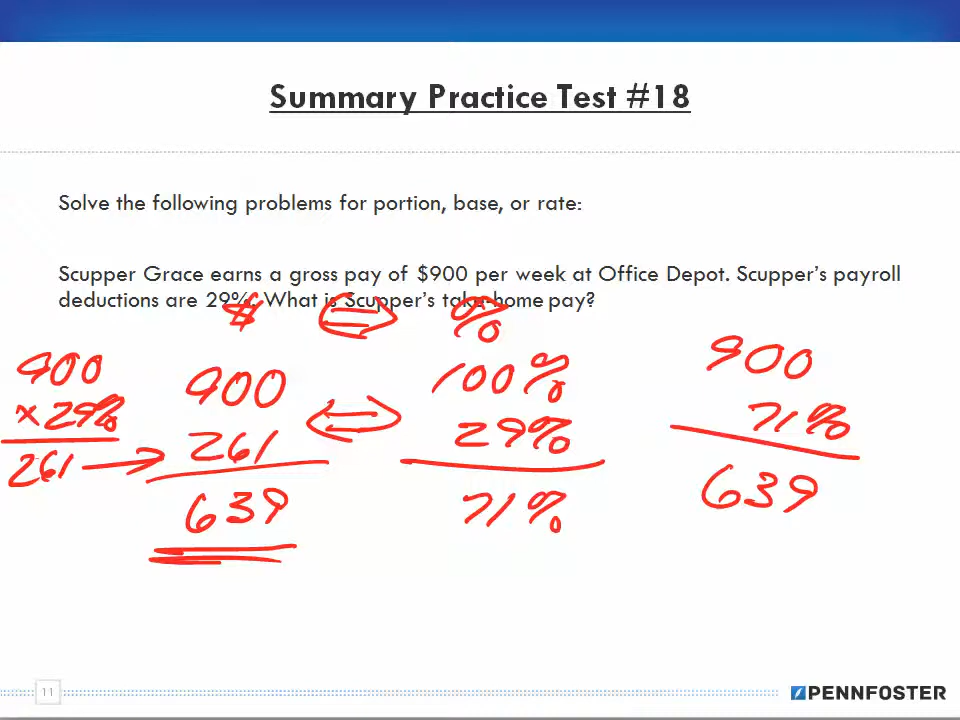 Summary Practice Test #18
Solve the following problems for portion, base, or rate:
Scupper Grace earns a gross pay of $900 per week at Office Depot. Scupper's payroll
deductions are 29%. What is Scupper's take-home pay?
$ ⇔ %
900
× 29%
261 →
900
261
639
⇔
100%
29%
71%
900
71%
639
11
PENNFOSTER